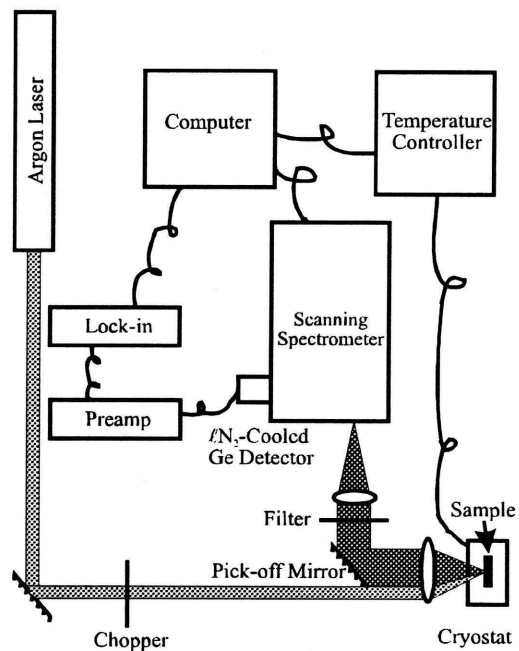 Argon Laser
Computer
Temperature
Controller
Lock-in
Scanning
Spectrometer
Preamp
ℓN₂-Cooled
Ge Detector
Filter
Sample
Pick-off Mirror
Chopper
Cryostat